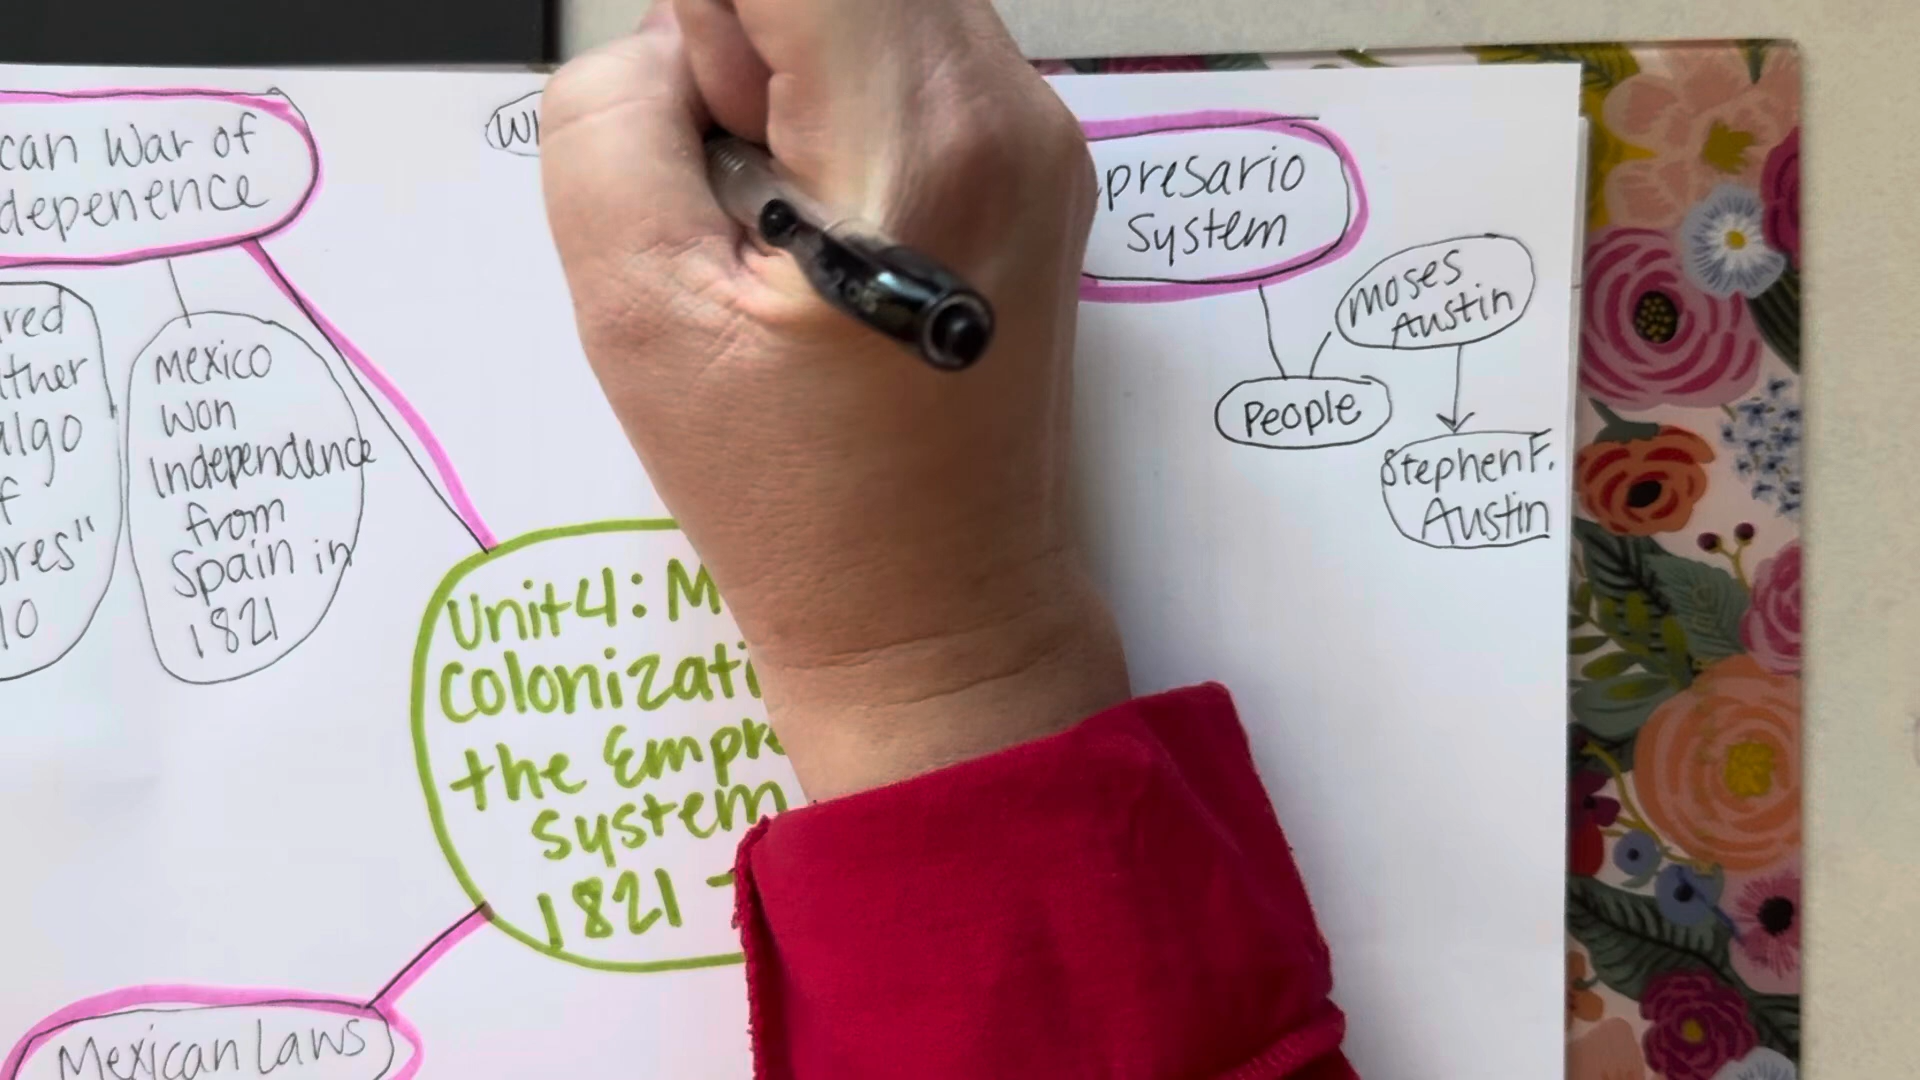 can War of
depenence
red
ther
algo
f
ores"
10
Mexico
won
Independence
from
Spain in
1821
presario
System
People
Moses
Austin
Stephen F.
Austin
Unit 4: M
Colonizati
the Empre
System
1821 -
Mexican Laws